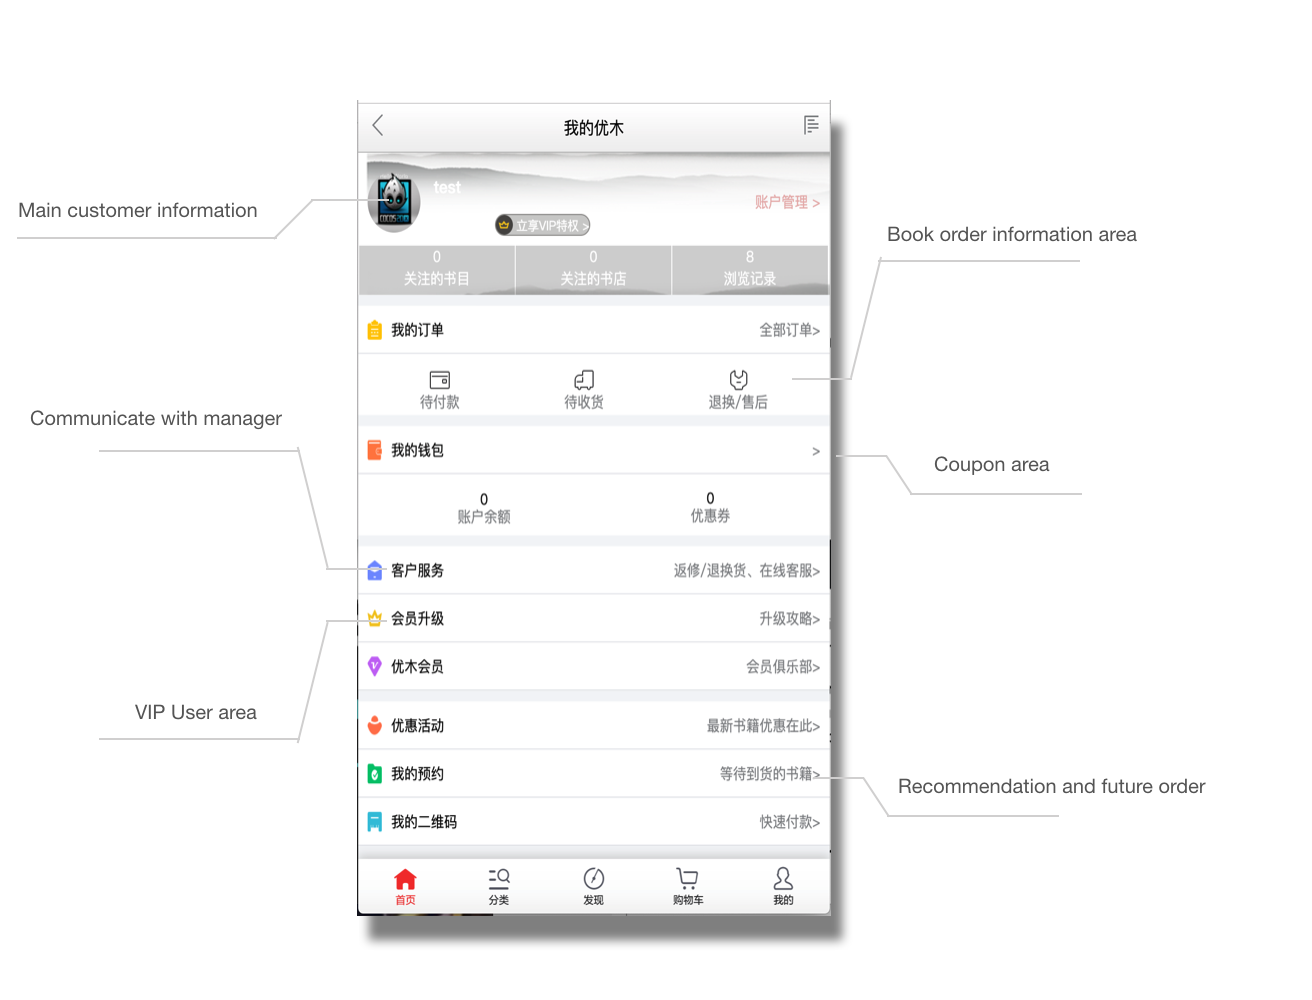 我的优木
test
Main customer information
账户管理 >
立享VIP特权 >
Book order information area
0 0 8
关注的书目 关注的书店 浏览记录
我的订单 全部订单>
待付款 待收货 退换/售后
Communicate with manager
我的钱包 >
Coupon area
0 0
账户余额 优惠券
客户服务 返修/退换货、在线客服>
会员升级 升级攻略>
优木会员 会员俱乐部>
VIP User area
优惠活动 最新书籍优惠在此>
我的预约 等待到货的书籍>
Recommendation and future order
我的二维码 快速付款>
首页 分类 发现 购物车 我的